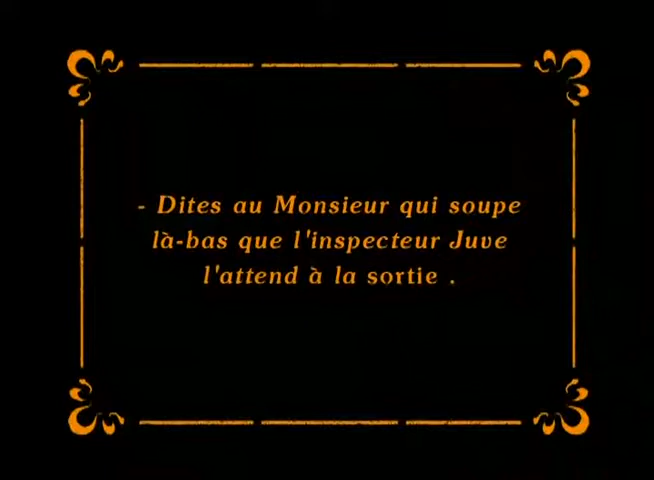 - Dites au Monsieur qui soupe
là-bas que l'inspecteur Juve
l'attend à la sortie .